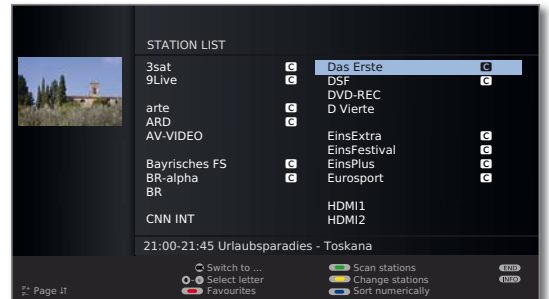 STATION LIST
3sat C
9Live C
arte C
ARD C
AV-VIDEO
Bayrisches FS C
BR-alpha C
BR
CNN INT
Das Erste C
DSF C
DVD-REC
D Vierte
EinsExtra C
EinsFestival C
EinsPlus C
Eurosport C
HDMI1
HDMI2
21:00-21:45 Urlaubsparadies - Toskana
P+ P- Page
Switch to ...
0-9 Select letter
Favourites
Scan stations
Change stations
Sort numerically
END
INFO